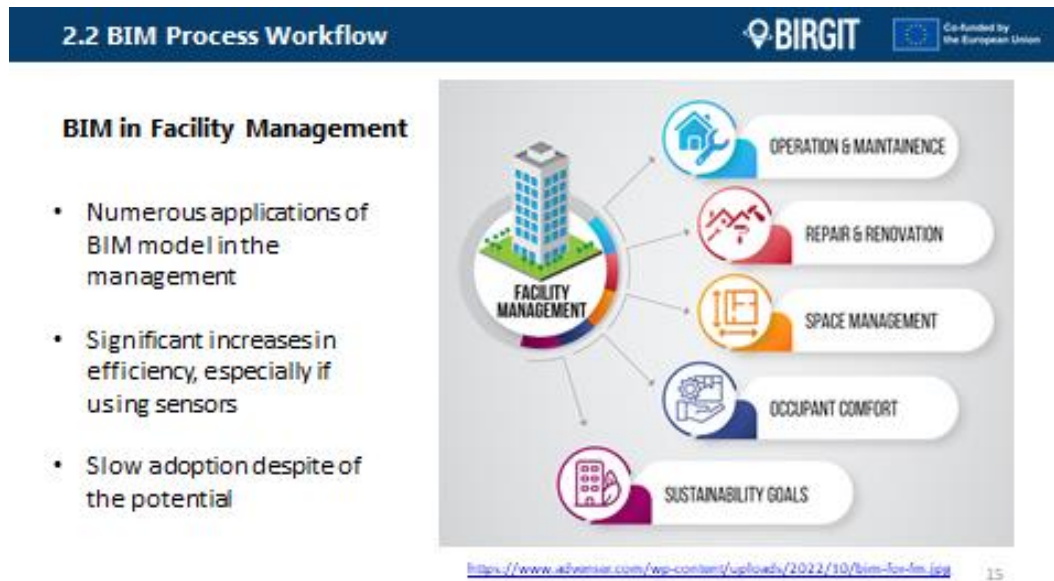 2.2 BIM Process Workflow
BIRGIT
Co-funded by
the European Union
BIM in Facility Management
• Numerous applications of
BIM model in the
management
• Significant increases in
efficiency, especially if
using sensors
• Slow adoption despite of
the potential
FACILITY
MANAGEMENT
OPERATION & MAINTAINENCE
REPAIR & RENOVATION
SPACE MANAGEMENT
OCCUPANT COMFORT
SUSTAINABILITY GOALS
https://www.advenser.com/wp-content/uploads/2022/10/bim-for-fm.jpg
15